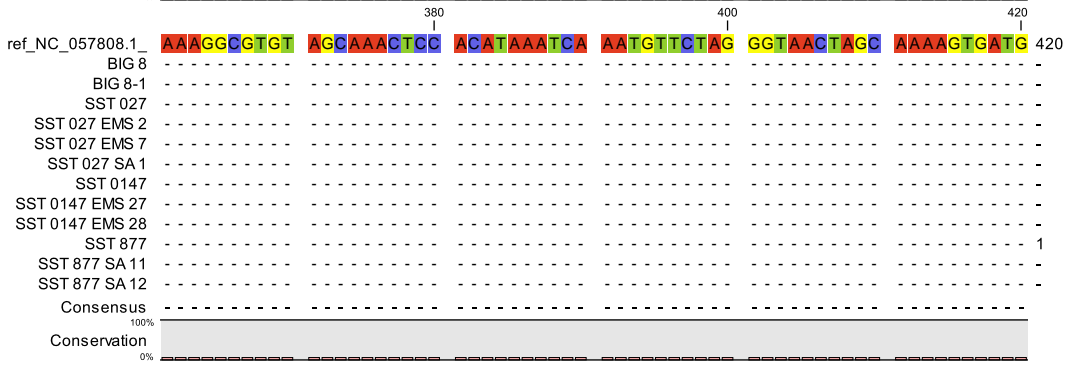 380 400 420
ref_NC_057808.1_ AAAGGCGTGT AGCAAACTCC ACATAAATCA AATGTTCTAG GGTAACTAGC AAAAGTGATG 420
BIG 8 - - - - - - - - - - - - - - - - - - - - - - - - - - - - - - - - - - - - - - - - - - - - - - - - - - - - - - - - - - - - -
BIG 8-1 - - - - - - - - - - - - - - - - - - - - - - - - - - - - - - - - - - - - - - - - - - - - - - - - - - - - - - - - - - - - -
SST 027 - - - - - - - - - - - - - - - - - - - - - - - - - - - - - - - - - - - - - - - - - - - - - - - - - - - - - - - - - - - - -
SST 027 EMS 2 - - - - - - - - - - - - - - - - - - - - - - - - - - - - - - - - - - - - - - - - - - - - - - - - - - - - - - - - - - - - -
SST 027 EMS 7 - - - - - - - - - - - - - - - - - - - - - - - - - - - - - - - - - - - - - - - - - - - - - - - - - - - - - - - - - - - - -
SST 027 SA 1 - - - - - - - - - - - - - - - - - - - - - - - - - - - - - - - - - - - - - - - - - - - - - - - - - - - - - - - - - - - - -
SST 0147 - - - - - - - - - - - - - - - - - - - - - - - - - - - - - - - - - - - - - - - - - - - - - - - - - - - - - - - - - - - - -
SST 0147 EMS 27 - - - - - - - - - - - - - - - - - - - - - - - - - - - - - - - - - - - - - - - - - - - - - - - - - - - - - - - - - - - - -
SST 0147 EMS 28 - - - - - - - - - - - - - - - - - - - - - - - - - - - - - - - - - - - - - - - - - - - - - - - - - - - - - - - - - - - - -
SST 877 - - - - - - - - - - - - - - - - - - - - - - - - - - - - - - - - - - - - - - - - - - - - - - - - - - - - - - - - - - - - 1
SST 877 SA 11 - - - - - - - - - - - - - - - - - - - - - - - - - - - - - - - - - - - - - - - - - - - - - - - - - - - - - - - - - - - - -
SST 877 SA 12 - - - - - - - - - - - - - - - - - - - - - - - - - - - - - - - - - - - - - - - - - - - - - - - - - - - - - - - - - - - - -
Consensus - - - - - - - - - - - - - - - - - - - - - - - - - - - - - - - - - - - - - - - - - - - - - - - - - - - - - - - - - - - -
100%
Conservation
0%